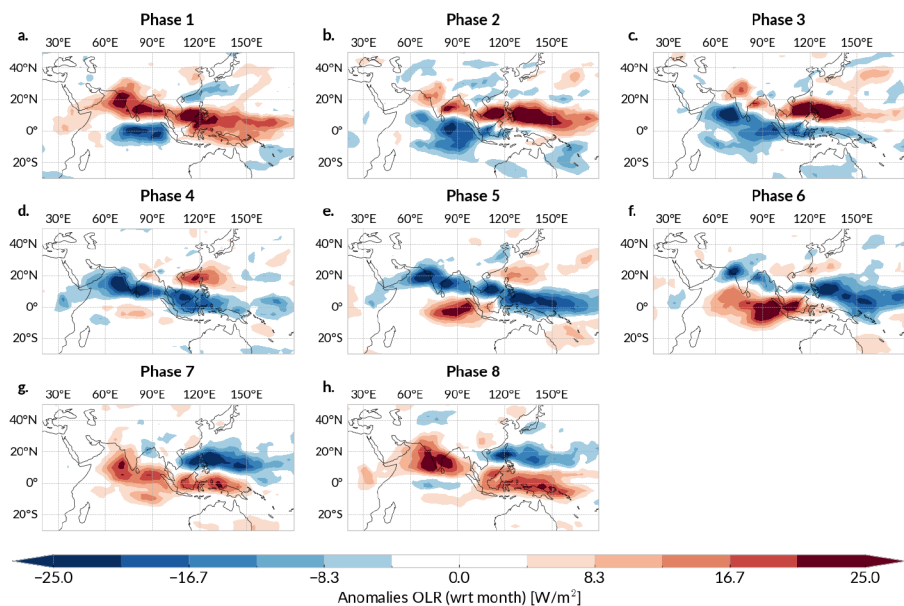 Phase 1 Phase 2 Phase 3
a. b. c.
30°E 60°E 90°E 120°E 150°E 30°E 60°E 90°E 120°E 150°E 30°E 60°E 90°E 120°E 150°E
40°N 40°N 40°N
20°N 20°N 20°N
0° 0° 0°
20°S 20°S 20°S
Phase 4 Phase 5 Phase 6
d. e. f.
30°E 60°E 90°E 120°E 150°E 30°E 60°E 90°E 120°E 150°E 30°E 60°E 90°E 120°E 150°E
40°N 40°N 40°N
20°N 20°N 20°N
0° 0° 0°
20°S 20°S 20°S
Phase 7 Phase 8
g. h.
30°E 60°E 90°E 120°E 150°E 30°E 60°E 90°E 120°E 150°E
40°N 40°N
20°N 20°N
0° 0°
20°S 20°S
−25.0 −16.7 −8.3 0.0 8.3 16.7 25.0
Anomalies OLR (wrt month) [W/m²]